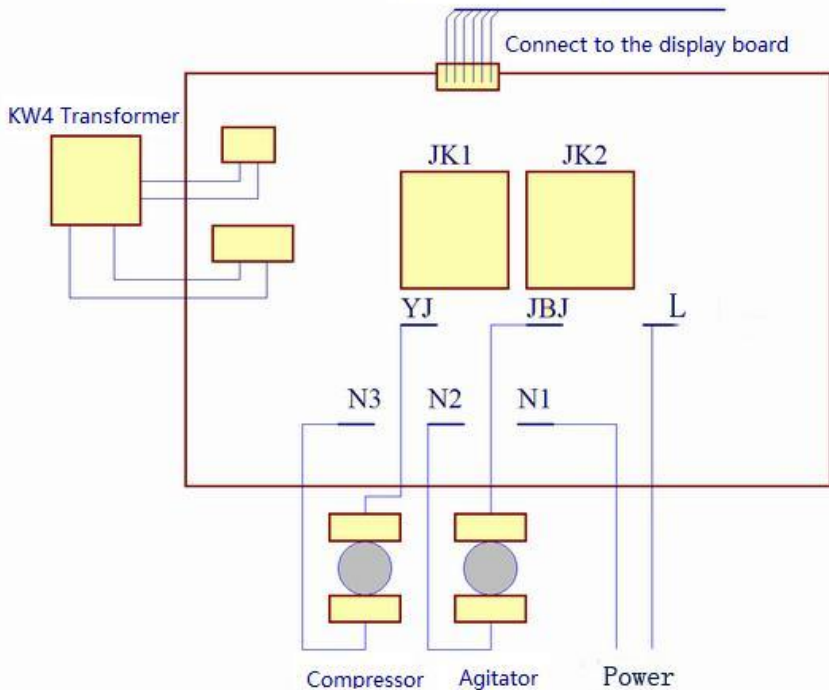 Connect to the display board
KW4 Transformer
JK1 JK2
YJ JBJ L
N3 N2 N1
Compressor Agitator Power